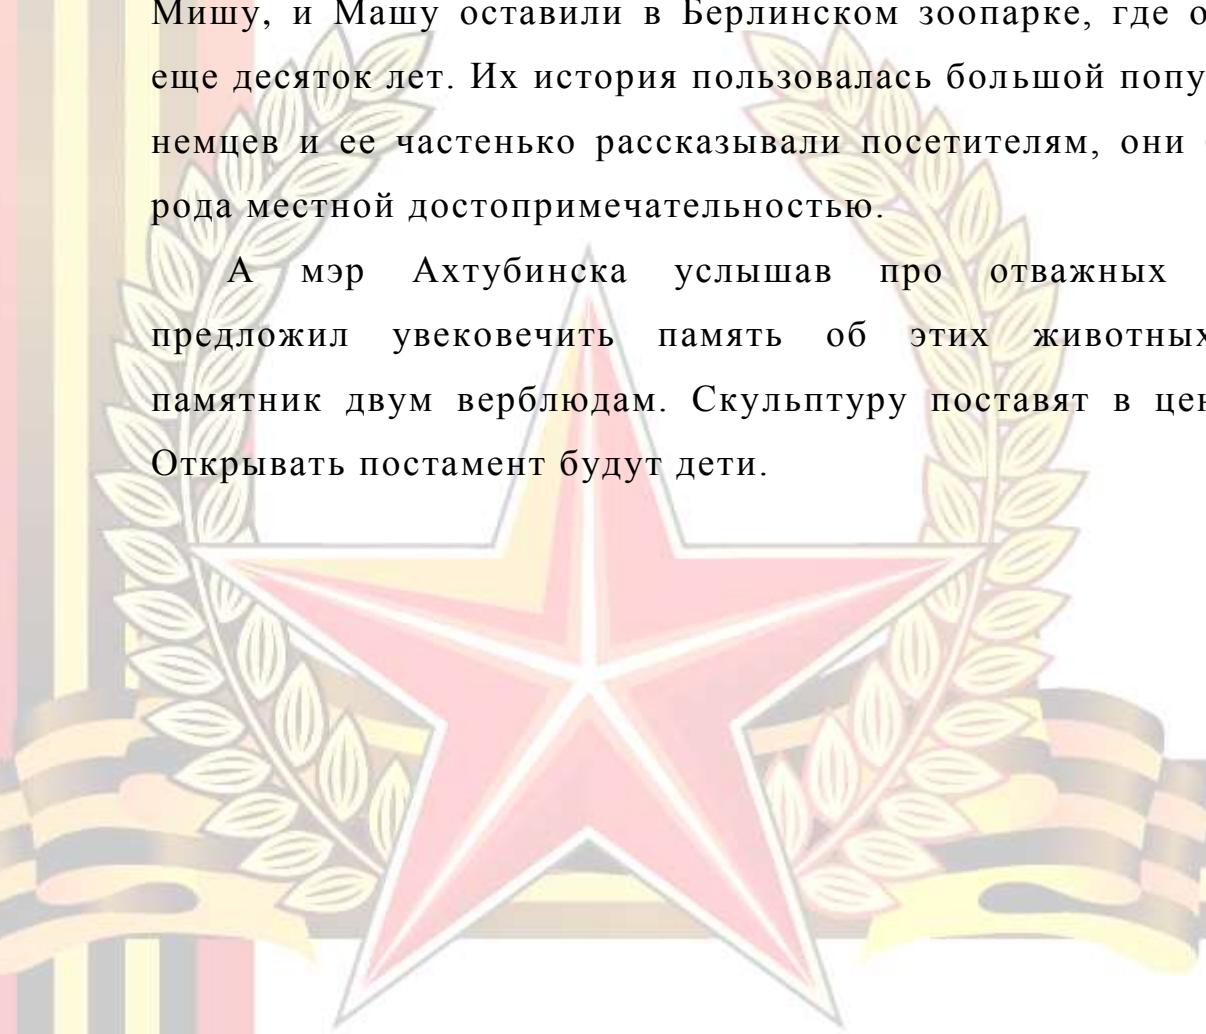 Мишу, и Машу оставили в Берлинском зоопарке, где
еще десяток лет. Их история пользовалась большой
немцев и ее частенько рассказывали посетителям, они
рода местной достопримечательностью.
А мэр Ахтубинска услышав про отважных
предложил увековечить память об этих животных
памятник двум верблюдам. Скульптуру поставят в
Открывать постамент будут дети.